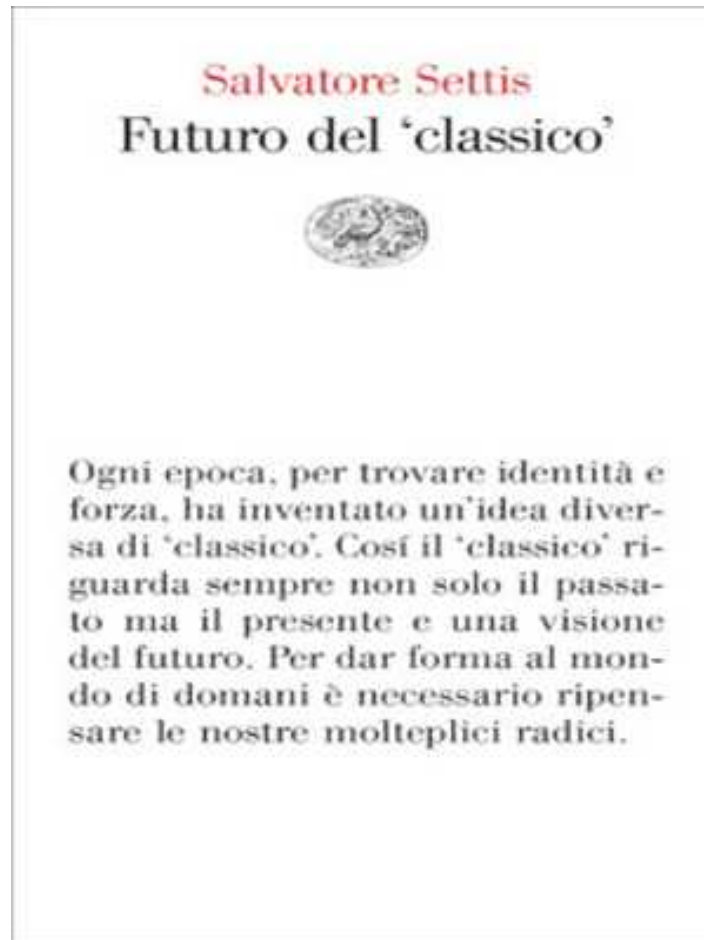 Salvatore Settis
Futuro del ‘classico’
Ogni epoca, per trovare identità e
forza, ha inventato un’idea diver-
sa di ‘classico’. Cosí il ‘classico’ ri-
guarda sempre non solo il passa-
to ma il presente e una visione
del futuro. Per dar forma al mon-
do di domani è necessario ripen-
sare le nostre molteplici radici.